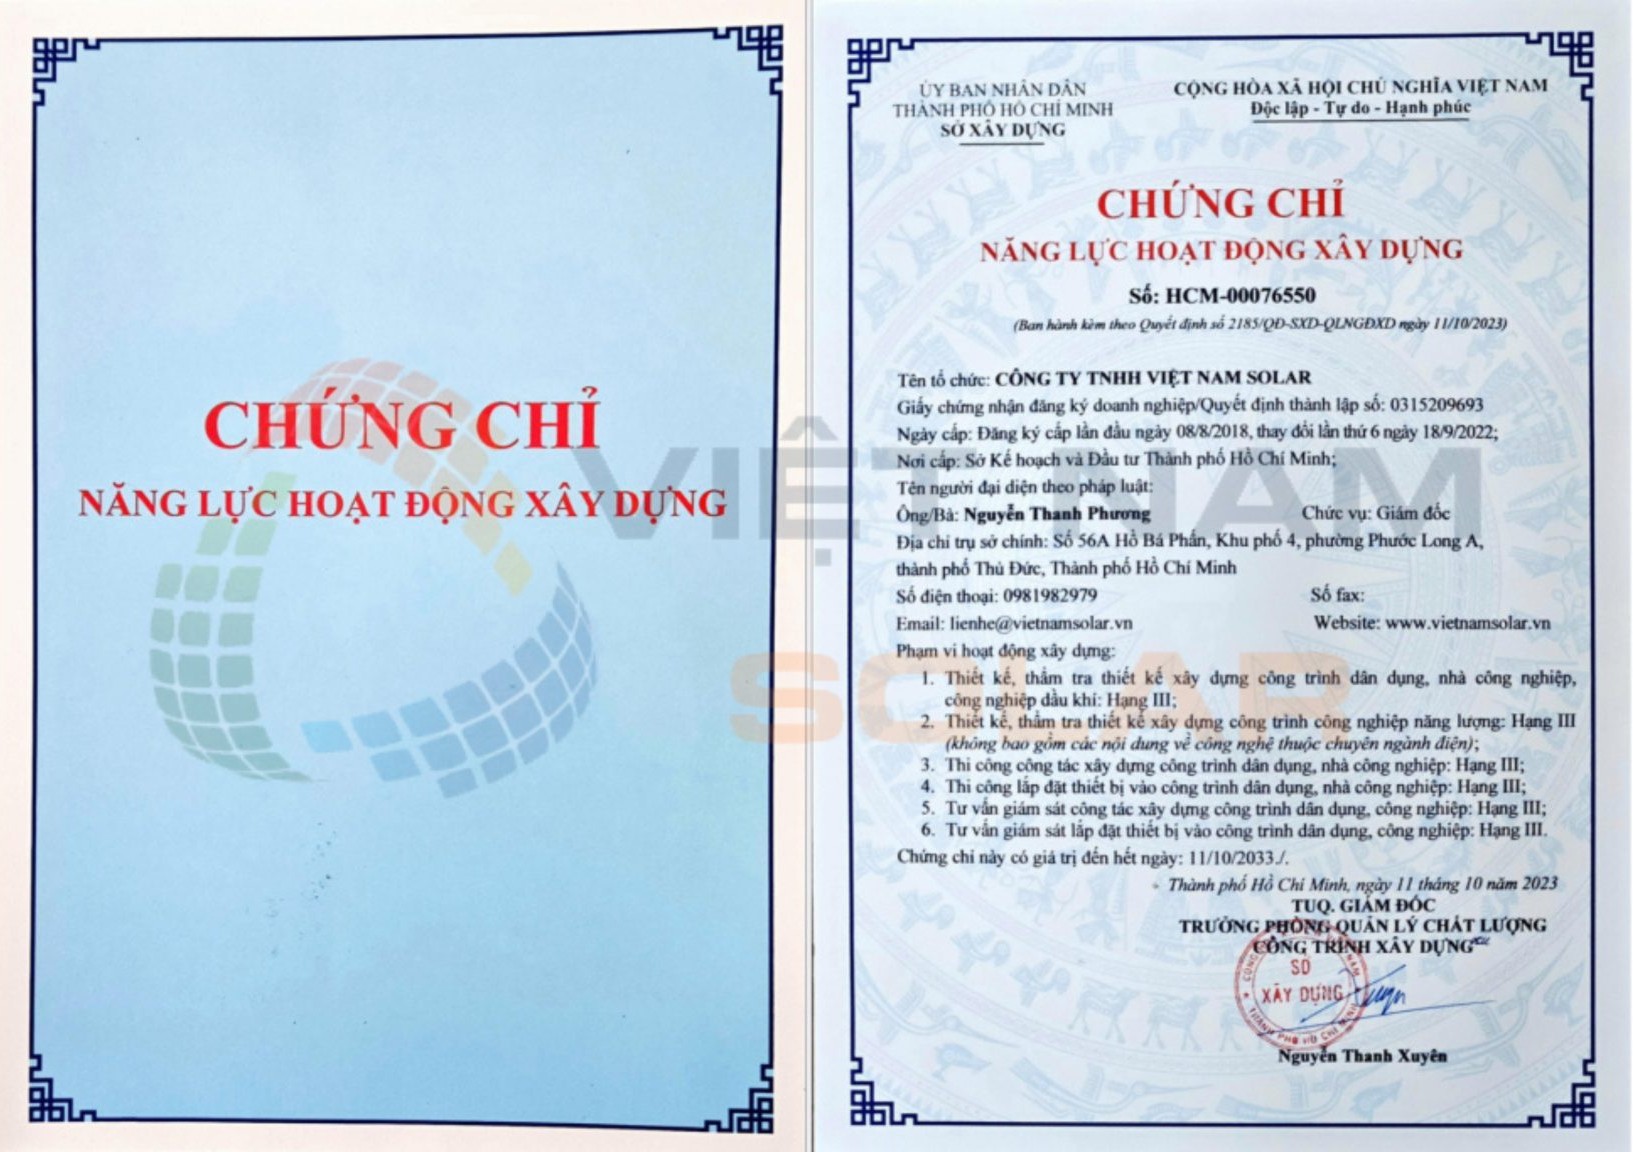 CHỨNG CHỈ
NĂNG LỰC HOẠT ĐỘNG XÂY DỰNG
VIỆT NAM
SOLAR
ỦY BAN NHÂN DÂN
THÀNH PHỐ HỒ CHÍ MINH
SỞ XÂY DỰNG
CỘNG HÒA XÃ HỘI CHỦ NGHĨA VIỆT NAM
Độc lập - Tự do - Hạnh phúc
CHỨNG CHỈ
NĂNG LỰC HOẠT ĐỘNG XÂY DỰNG
Số: HCM-00076550
(Ban hành kèm theo Quyết định số 2185/QĐ-SXD-QLNGĐXD ngày 11/10/2023)
Tên tổ chức: CÔNG TY TNHH VIỆT NAM SOLAR
Giấy chứng nhận đăng ký doanh nghiệp/Quyết định thành lập số: 0315209693
Ngày cấp: Đăng ký cấp lần đầu ngày 08/8/2018, thay đổi lần thứ 6 ngày 18/9/2022;
Nơi cấp: Sở Kế hoạch và Đầu tư Thành phố Hồ Chí Minh;
Tên người đại diện theo pháp luật:
Ông/Bà: Nguyễn Thanh Phương Chức vụ: Giám đốc
Địa chỉ trụ sở chính: Số 56A Hồ Bá Phấn, Khu phố 4, phường Phước Long A,
thành phố Thủ Đức, Thành phố Hồ Chí Minh
Số điện thoại: 0981982979 Số fax:
Email: lienhe@vietnamsolar.vn Website: www.vietnamsolar.vn
Phạm vi hoạt động xây dựng:
1. Thiết kế, thẩm tra thiết kế xây dựng công trình dân dụng, nhà công nghiệp,
công nghiệp dầu khí: Hạng III;
2. Thiết kế, thẩm tra thiết kế xây dựng công trình công nghiệp năng lượng: Hạng III
(không bao gồm các nội dung về công nghệ thuộc chuyên ngành điện);
3. Thi công công tác xây dựng công trình dân dụng, nhà công nghiệp: Hạng III;
4. Thi công lắp đặt thiết bị vào công trình dân dụng, nhà công nghiệp: Hạng III;
5. Tư vấn giám sát công tác xây dựng công trình dân dụng, công nghiệp: Hạng III;
6. Tư vấn giám sát lắp đặt thiết bị vào công trình dân dụng, công nghiệp: Hạng III.
Chứng chỉ này có giá trị đến hết ngày: 11/10/2033./.
Thành phố Hồ Chí Minh, ngày 11 tháng 10 năm 2023
TUQ. GIÁM ĐỐC
TRƯỞNG PHÒNG QUẢN LÝ CHẤT LƯỢNG
CÔNG TRÌNH XÂY DỰNG
SỞ
XÂY DỰNG
THÀNH PHỐ HỒ CHÍ MINH
Nguyễn Thanh Xuyên